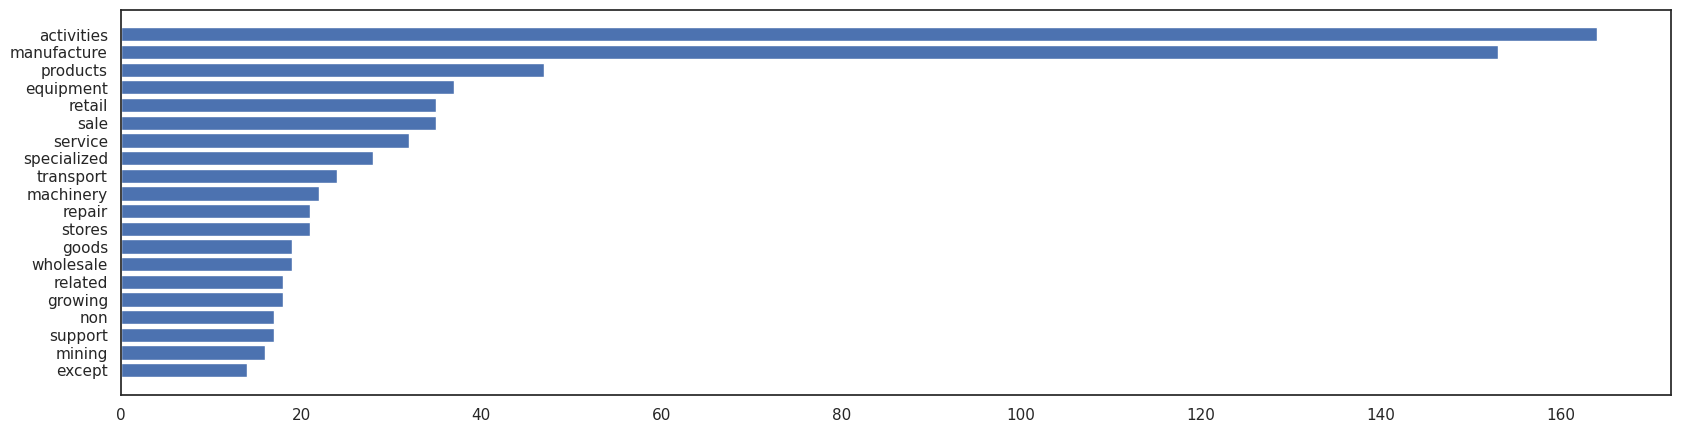 activities
manufacture
products
equipment
retail
sale
service
specialized
transport
machinery
repair
stores
goods
wholesale
related
growing
non
support
mining
except
0 20 40 60 80 100 120 140 160